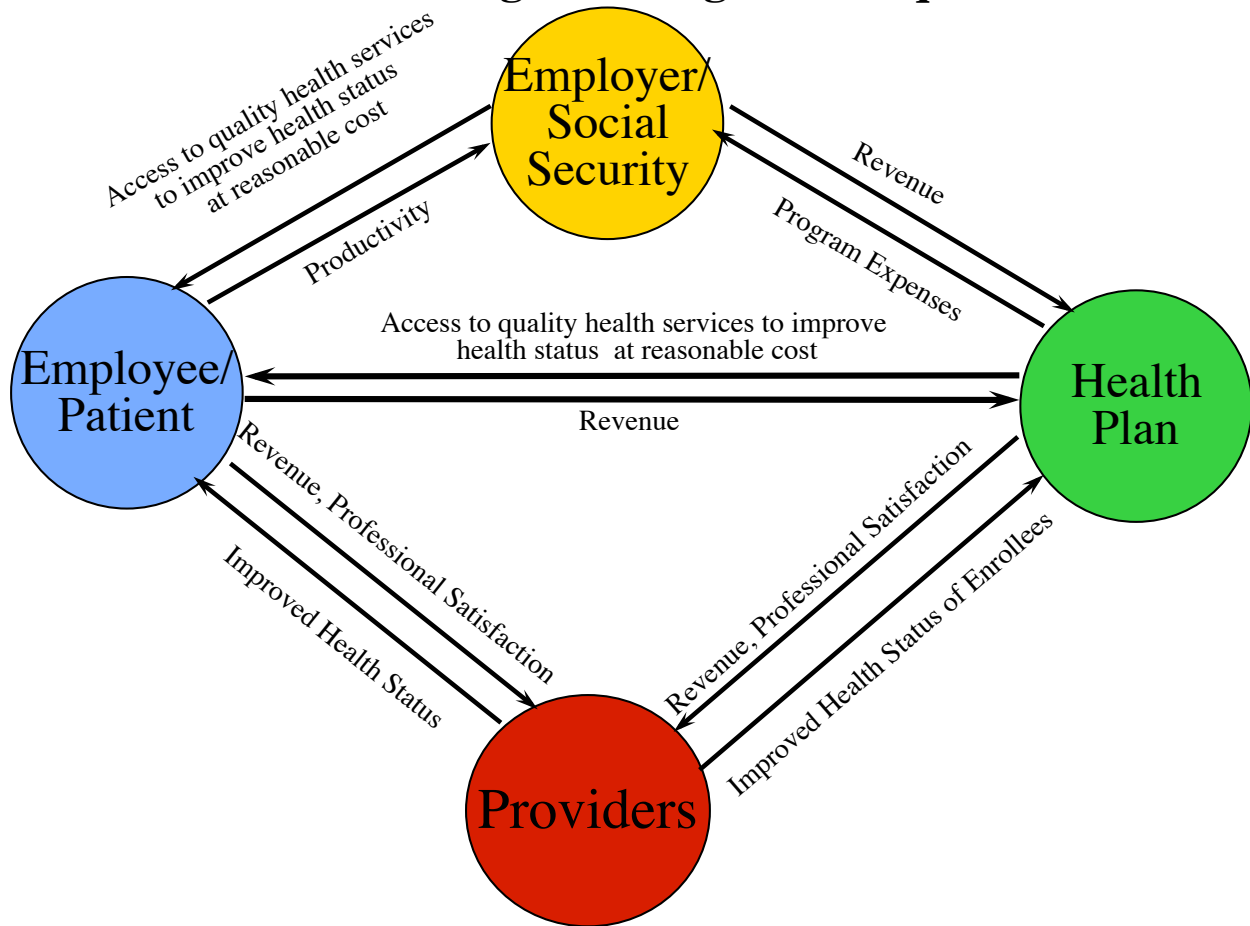 Employer/
Social
Security
Access to quality health services
to improve health status
at reasonable cost
Productivity
Revenue
Program Expenses
Access to quality health services to improve
health status at reasonable cost
Revenue
Employee/
Patient
Health
Plan
Revenue, Professional Satisfaction
Improved Health Status
Revenue, Professional Satisfaction
Improved Health Status of Enrollees
Providers